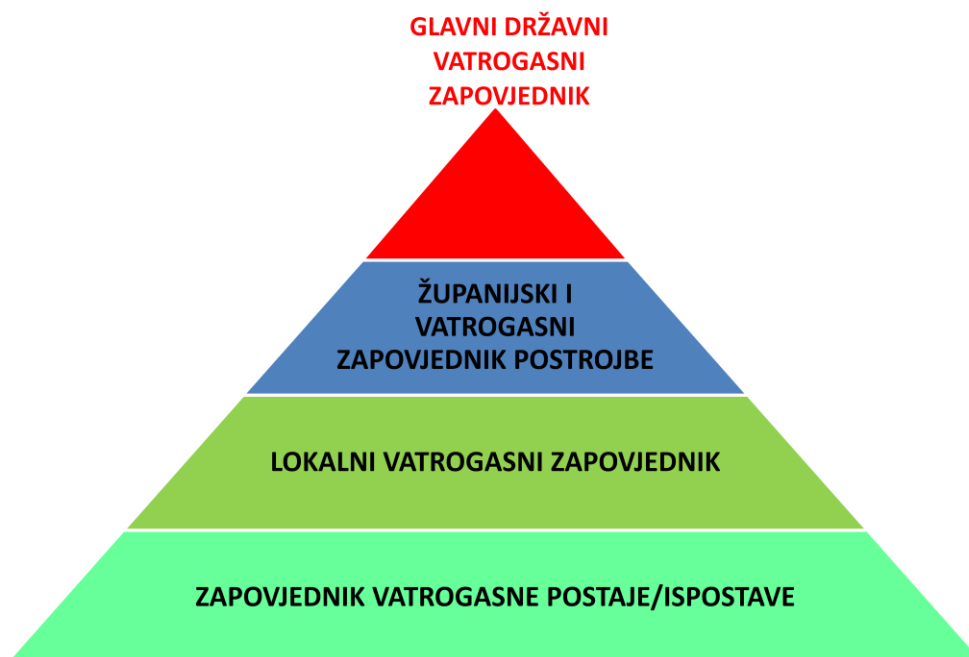 GLAVNI DRŽAVNI
VATROGASNI
ZAPOVJEDNIK
ŽUPANIJSKI I
VATROGASNI
ZAPOVJEDNIK POSTROJBE
LOKALNI VATROGASNI ZAPOVJEDNIK
ZAPOVJEDNIK VATROGASNE POSTAJE/ISPOSTAVE